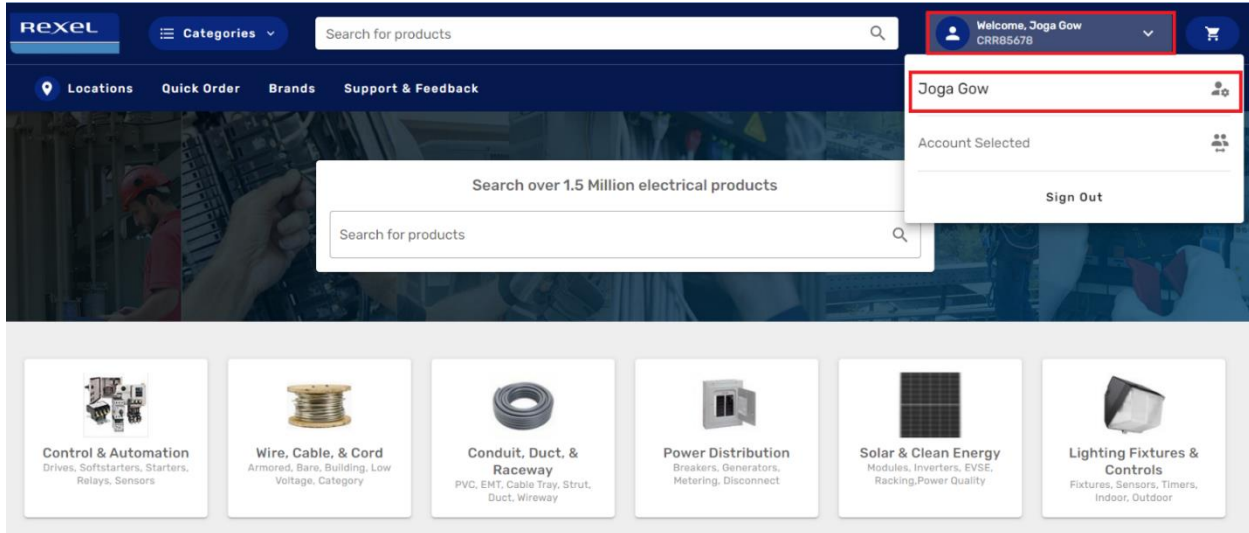 Rexel
Categories
Search for products
Welcome, Joga Gow
CRR85678
Locations Quick Order Brands Support & Feedback
Joga Gow
Account Selected
Sign Out
Search over 1.5 Million electrical products
Search for products
Control & Automation
Drives, Softstarters, Starters,
Relays, Sensors
Wire, Cable, & Cord
Armored, Bare, Building, Low
Voltage, Category
Conduit, Duct, &
Raceway
PVC, EMT, Cable Tray, Strut,
Duct, Wireway
Power Distribution
Breakers, Generators,
Metering, Disconnect
Solar & Clean Energy
Modules, Inverters, EVSE,
Racking,Power Quality
Lighting Fixtures &
Controls
Fixtures, Sensors, Timers,
Indoor, Outdoor